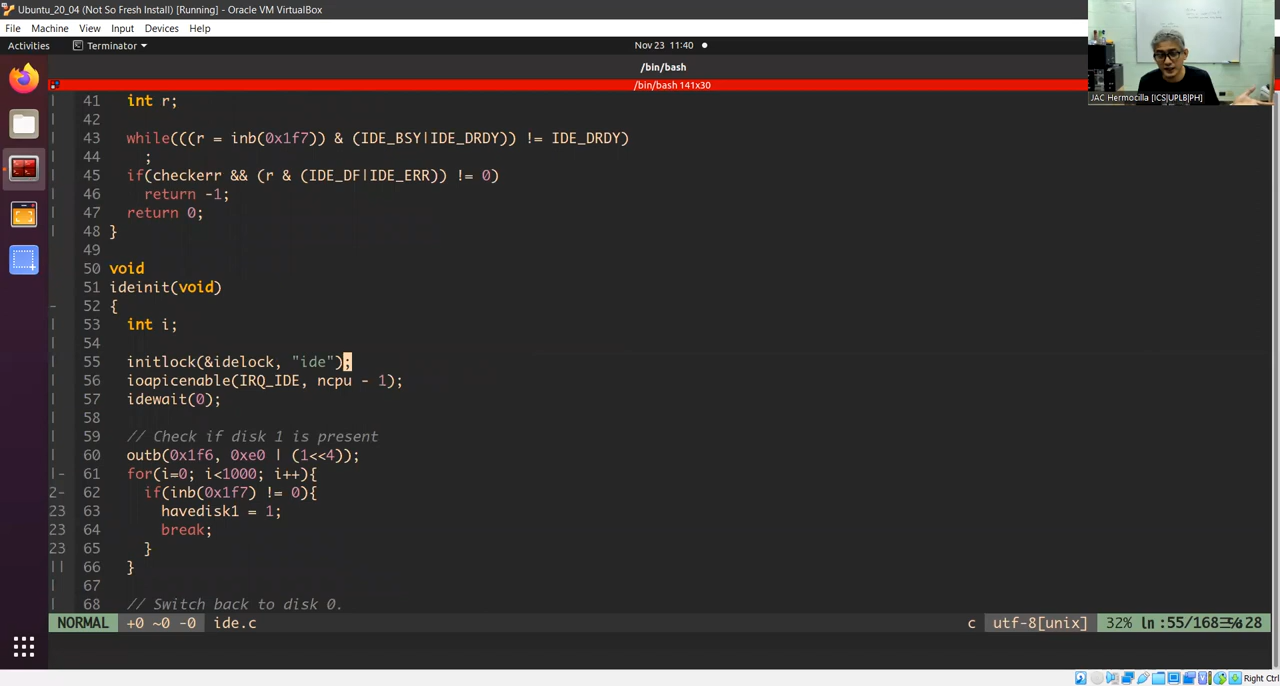 Ubuntu_20_04 (Not So Fresh Install) [Running] - Oracle VM VirtualBox
File Machine View Input Devices Help
Activities Terminator Nov 23 11:40
/bin/bash
/bin/bash 141x30
JAC Hermocilla [ICS|UPLB|PH]
41 int r;
42
43 while(((r = inb(0x1f7)) & (IDE_BSY|IDE_DRDY)) != IDE_DRDY)
44 ;
45 if(checkerr && (r & (IDE_DF|IDE_ERR)) != 0)
46 return -1;
47 return 0;
48 }
49
50 void
51 ideinit(void)
- 52 {
53 int i;
54
55 initlock(&idelock, "ide");
56 ioapicenable(IRQ_IDE, ncpu - 1);
57 idewait(0);
58
59 // Check if disk 1 is present
60 outb(0x1f6, 0xe0 | (1<<4));
|- 61 for(i=0; i<1000; i++){
2- 62 if(inb(0x1f7) != 0){
23 63 havedisk1 = 1;
23 64 break;
23 65 }
|| 66 }
67
68 // Switch back to disk 0.
NORMAL +0 ~0 -0 ide.c c utf-8[unix] 32% ln :55/168
Right Ctrl